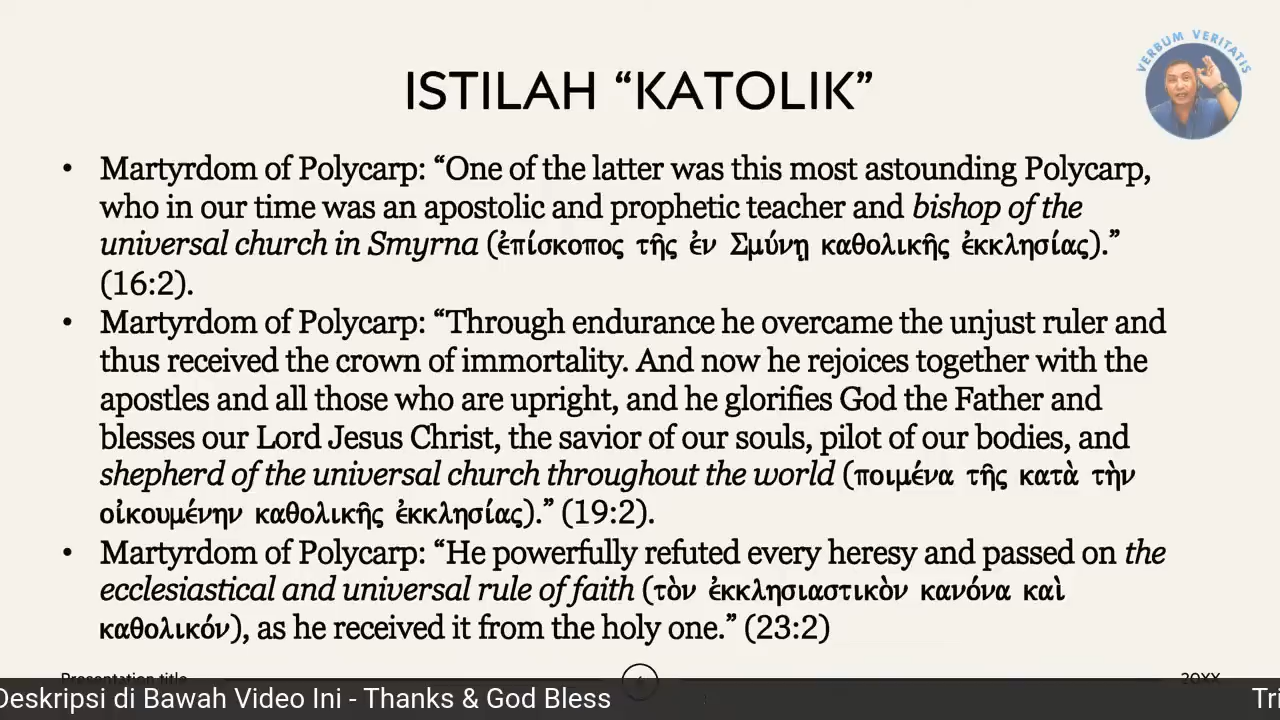 VERBUM VERITATIS
ISTILAH “KATOLIK”
• Martyrdom of Polycarp: “One of the latter was this most astounding Polycarp,
who in our time was an apostolic and prophetic teacher and bishop of the
universal church in Smyrna (ἐπίσκοπος τῆς ἐν Σμύνῃ καθολικῆς ἐκκλησίας).”
(16:2).
• Martyrdom of Polycarp: “Through endurance he overcame the unjust ruler and
thus received the crown of immortality. And now he rejoices together with the
apostles and all those who are upright, and he glorifies God the Father and
blesses our Lord Jesus Christ, the savior of our souls, pilot of our bodies, and
shepherd of the universal church throughout the world (ποιμένα τῆς κατὰ τὴν
οἰκουμένην καθολικῆς ἐκκλησίας).” (19:2).
• Martyrdom of Polycarp: “He powerfully refuted every heresy and passed on the
ecclesiastical and universal rule of faith (τὸν ἐκκλησιαστικὸν κανόνα καὶ
καθολικόν), as he received it from the holy one.” (23:2)
Presentation title 20XX
Deskripsi di Bawah Video Ini - Thanks & God Bless Tri